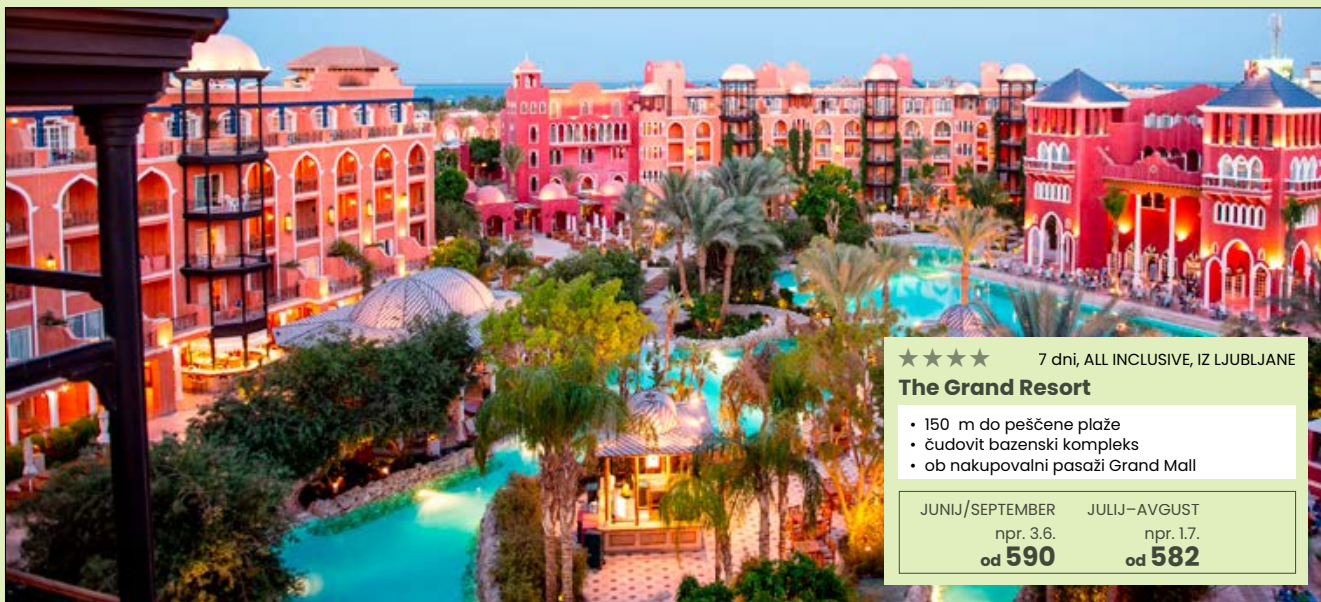 7 dni, ALL INCLUSIVE, IZ LJUBLJANE
The Grand Resort
• 150 m do peščene plaže
• čudovit bazenski kompleks
• ob nakupovalni pasaži Grand Mall
JUNIJ/SEPTEMBER JULIJ–AVGUST
npr. 3.6. npr. 1.7.
od 590 od 582